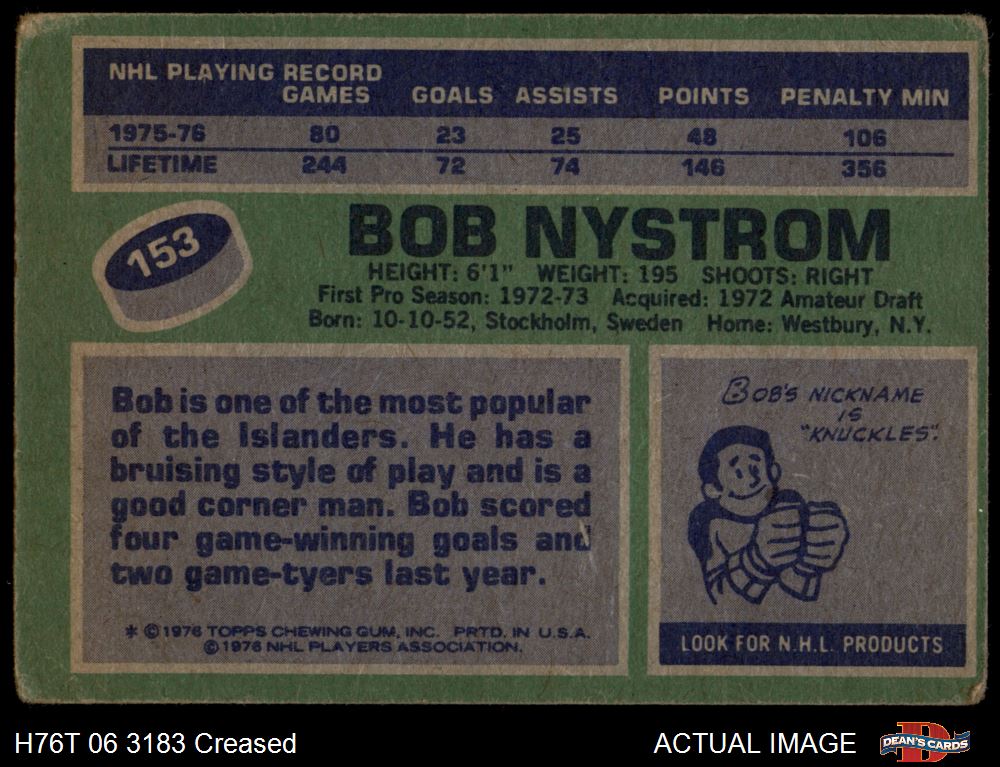 NHL PLAYING RECORD
GAMES GOALS ASSISTS POINTS PENALTY MIN
1975-76 80 23 25 48 106
LIFETIME 244 72 74 146 356
153
BOB NYSTROM
HEIGHT: 6'1" WEIGHT: 195 SHOOTS: RIGHT
First Pro Season: 1972-73 Acquired: 1972 Amateur Draft
Born: 10-10-52, Stockholm, Sweden Home: Westbury, N.Y.
Bob is one of the most popular
of the Islanders. He has a
bruising style of play and is a
good corner man. Bob scored
four game-winning goals and
two game-tyers last year.
* ©1976 TOPPS CHEWING GUM, INC. PRTD. IN U.S.A.
©1976 NHL PLAYERS ASSOCIATION.
BOB'S NICKNAME
IS
"KNUCKLES".
LOOK FOR N.H.L. PRODUCTS
H76T 06 3183 Creased
ACTUAL IMAGE
D
DEAN'S CARDS